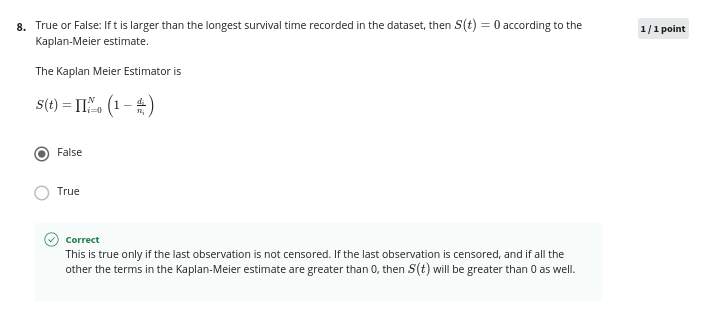 8. True or False: If t is larger than the longest survival time recorded in the dataset, then S(t) = 0 according to the
Kaplan-Meier estimate.
1 / 1 point
The Kaplan Meier Estimator is
S(t) = ∏_{i=0}^{N} (1 − d_i/n_i)
False
True
Correct
This is true only if the last observation is not censored. If the last observation is censored, and if all the
other the terms in the Kaplan-Meier estimate are greater than 0, then S(t) will be greater than 0 as well.